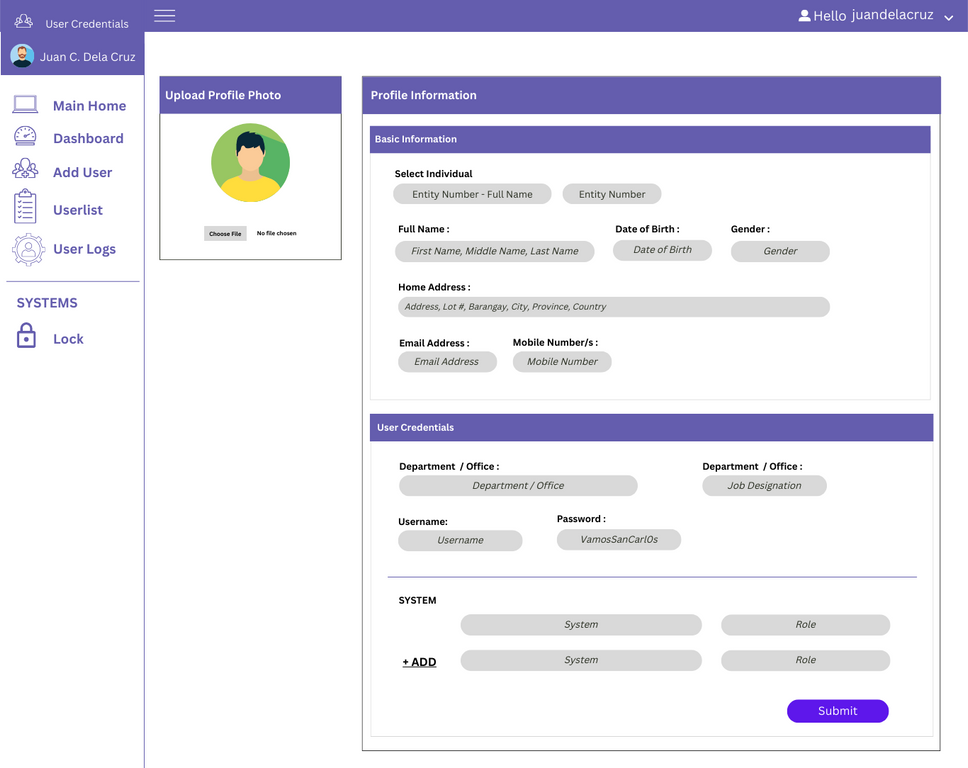 User Credentials
Hello juandelacruz
Juan C. Dela Cruz
Main Home
Dashboard
Add User
Userlist
User Logs
SYSTEMS
Lock
Upload Profile Photo
Choose File No file chosen
Profile Information
Basic Information
Select Individual
Entity Number - Full Name Entity Number
Full Name : Date of Birth : Gender :
First Name, Middle Name, Last Name Date of Birth Gender
Home Address :
Address, Lot #, Barangay, City, Province, Country
Email Address : Mobile Number/s :
Email Address Mobile Number
User Credentials
Department / Office : Department / Office :
Department / Office Job Designation
Username: Password :
Username VamosSanCarl0s
SYSTEM
System Role
+ ADD System Role
Submit